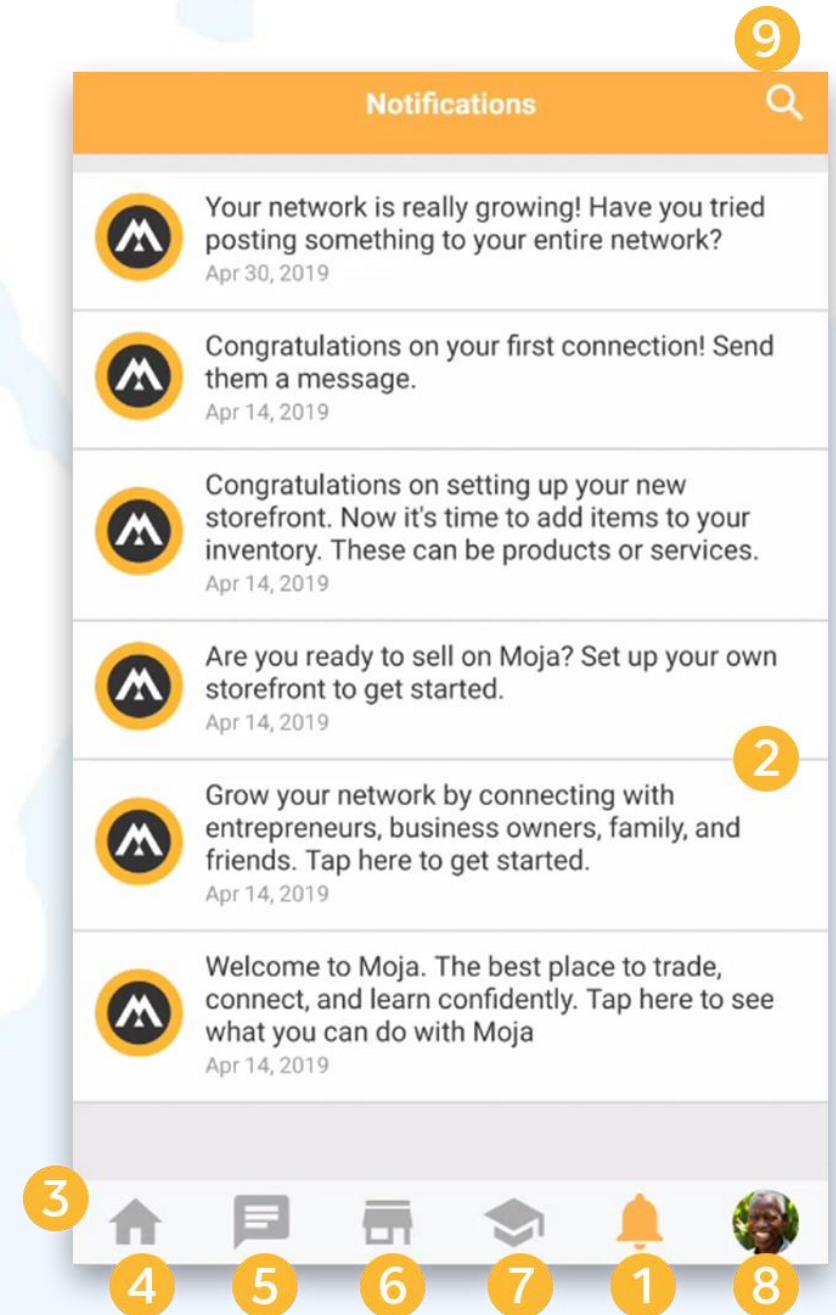 9
Notifications
Your network is really growing! Have you tried
posting something to your entire network?
Apr 30, 2019
Congratulations on your first connection! Send
them a message.
Apr 14, 2019
Congratulations on setting up your new
storefront. Now it's time to add items to your
inventory. These can be products or services.
Apr 14, 2019
Are you ready to sell on Moja? Set up your own
storefront to get started.
Apr 14, 2019
2
Grow your network by connecting with
entrepreneurs, business owners, family, and
friends. Tap here to get started.
Apr 14, 2019
Welcome to Moja. The best place to trade,
connect, and learn confidently. Tap here to see
what you can do with Moja
Apr 14, 2019
3
4 5 6 7 1 8